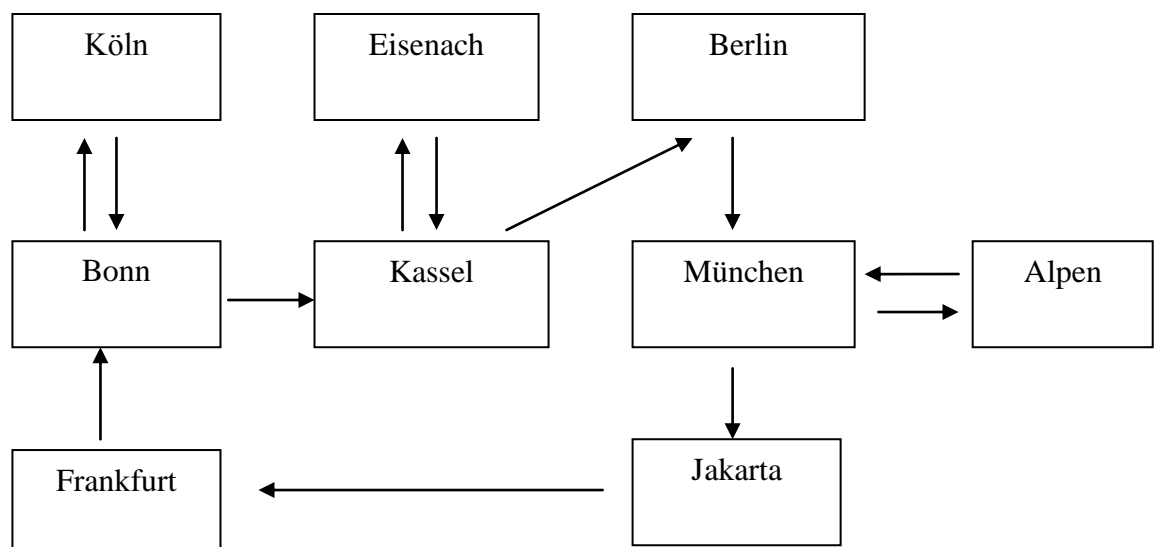 Köln
Eisenach
Berlin
Bonn
Kassel
München
Alpen
Frankfurt
Jakarta